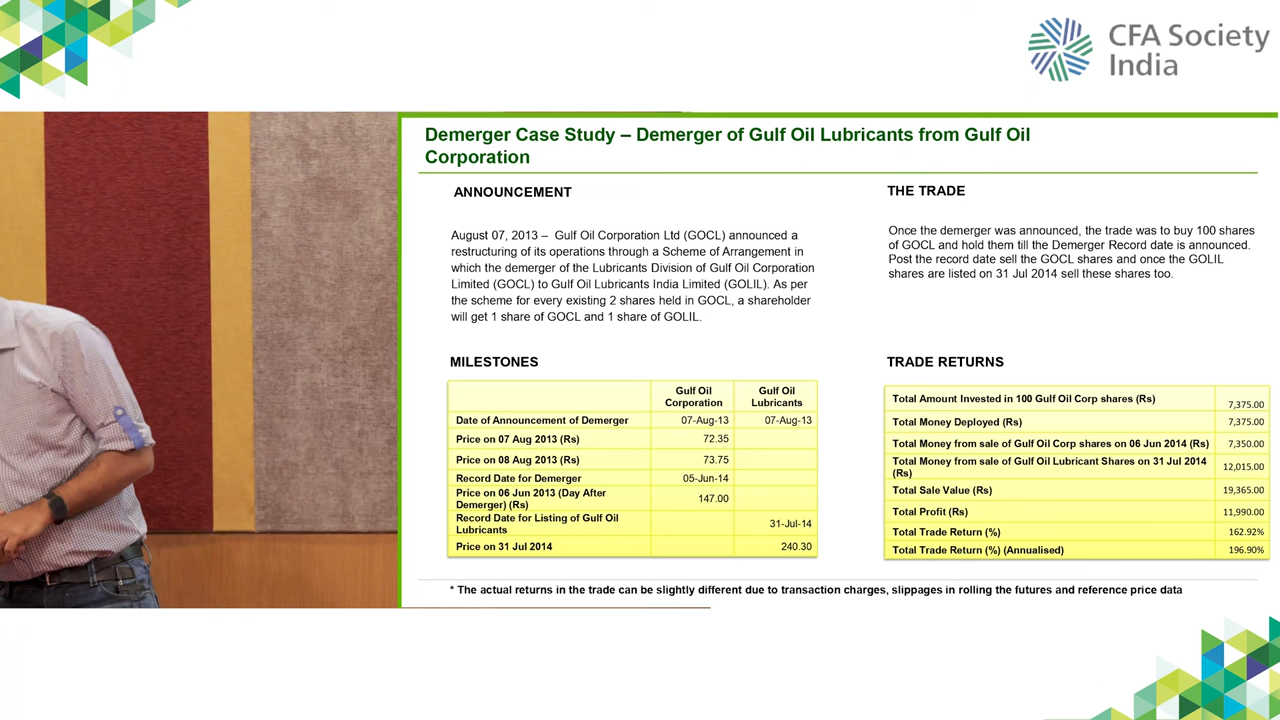 CFA Society
India
Demerger Case Study – Demerger of Gulf Oil Lubricants from Gulf Oil
Corporation
ANNOUNCEMENT
August 07, 2013 – Gulf Oil Corporation Ltd (GOCL) announced a
restructuring of its operations through a Scheme of Arrangement in
which the demerger of the Lubricants Division of Gulf Oil Corporation
Limited (GOCL) to Gulf Oil Lubricants India Limited (GOLIL). As per
the scheme for every existing 2 shares held in GOCL, a shareholder
will get 1 share of GOCL and 1 share of GOLIL.
THE TRADE
Once the demerger was announced, the trade was to buy 100 shares
of GOCL and hold them till the Demerger Record date is announced.
Post the record date sell the GOCL shares and once the GOLIL
shares are listed on 31 Jul 2014 sell these shares too.
MILESTONES
Gulf Oil Corporation Gulf Oil Lubricants
Date of Announcement of Demerger 07-Aug-13 07-Aug-13
Price on 07 Aug 2013 (Rs) 72.35
Price on 08 Aug 2013 (Rs) 73.75
Record Date for Demerger 05-Jun-14
Price on 06 Jun 2013 (Day After
Demerger) (Rs) 147.00
Record Date for Listing of Gulf Oil
Lubricants 31-Jul-14
Price on 31 Jul 2014 240.30
TRADE RETURNS
Total Amount Invested in 100 Gulf Oil Corp shares (Rs) 7,375.00
Total Money Deployed (Rs) 7,375.00
Total Money from sale of Gulf Oil Corp shares on 06 Jun 2014 (Rs) 7,350.00
Total Money from sale of Gulf Oil Lubricant Shares on 31 Jul 2014
(Rs) 12,015.00
Total Sale Value (Rs) 19,365.00
Total Profit (Rs) 11,990.00
Total Trade Return (%) 162.92%
Total Trade Return (%) (Annualised) 196.90%
* The actual returns in the trade can be slightly different due to transaction charges, slippages in rolling the futures and reference price data